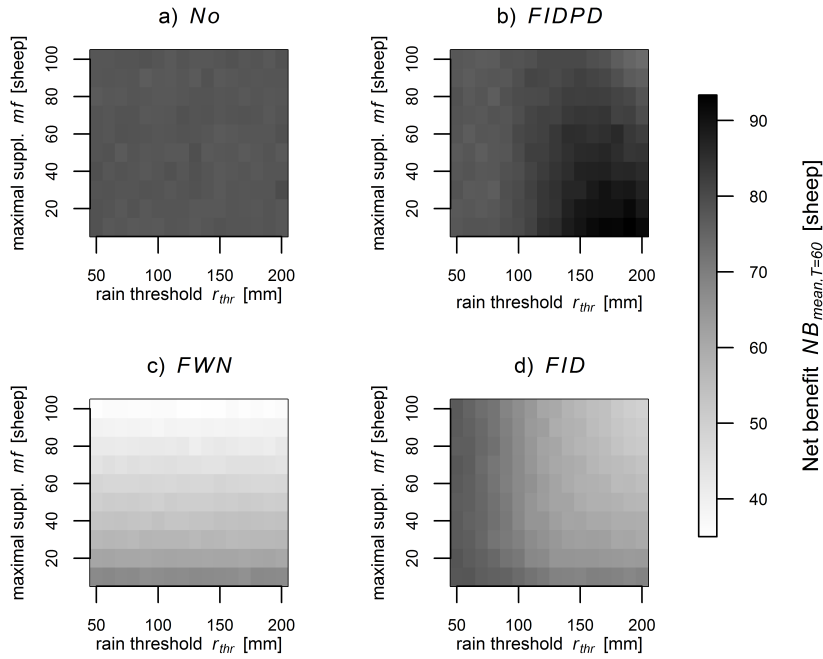 a) No
b) FIDPD
maximal suppl. mf [sheep]
20 40 60 80 100
50 100 150 200
rain threshold r_thr [mm]
maximal suppl. mf [sheep]
20 40 60 80 100
50 100 150 200
rain threshold r_thr [mm]
c) FWN
d) FID
maximal suppl. mf [sheep]
20 40 60 80 100
50 100 150 200
rain threshold r_thr [mm]
maximal suppl. mf [sheep]
20 40 60 80 100
50 100 150 200
rain threshold r_thr [mm]
90
80
70
60
50
40
Net benefit NB_mean,T=60 [sheep]